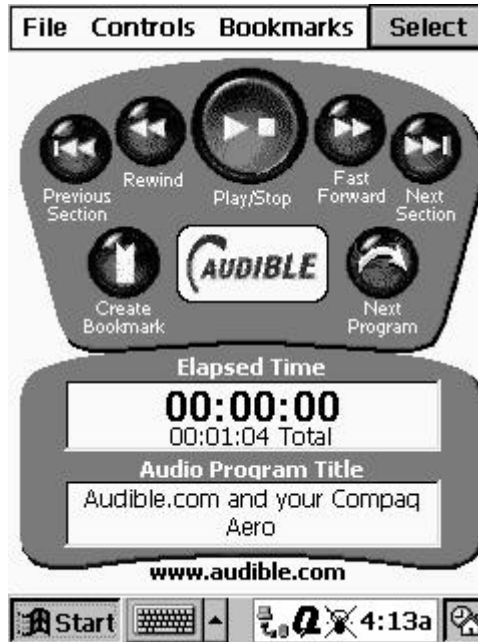 File Controls Bookmarks Select
Previous Section
Rewind
Play/Stop
Fast Forward
Next Section
Create Bookmark
AUDIBLE
Next Program
Elapsed Time
00:00:00
00:01:04 Total
Audio Program Title
Audible.com and your Compaq
Aero
www.audible.com
Start 4:13a